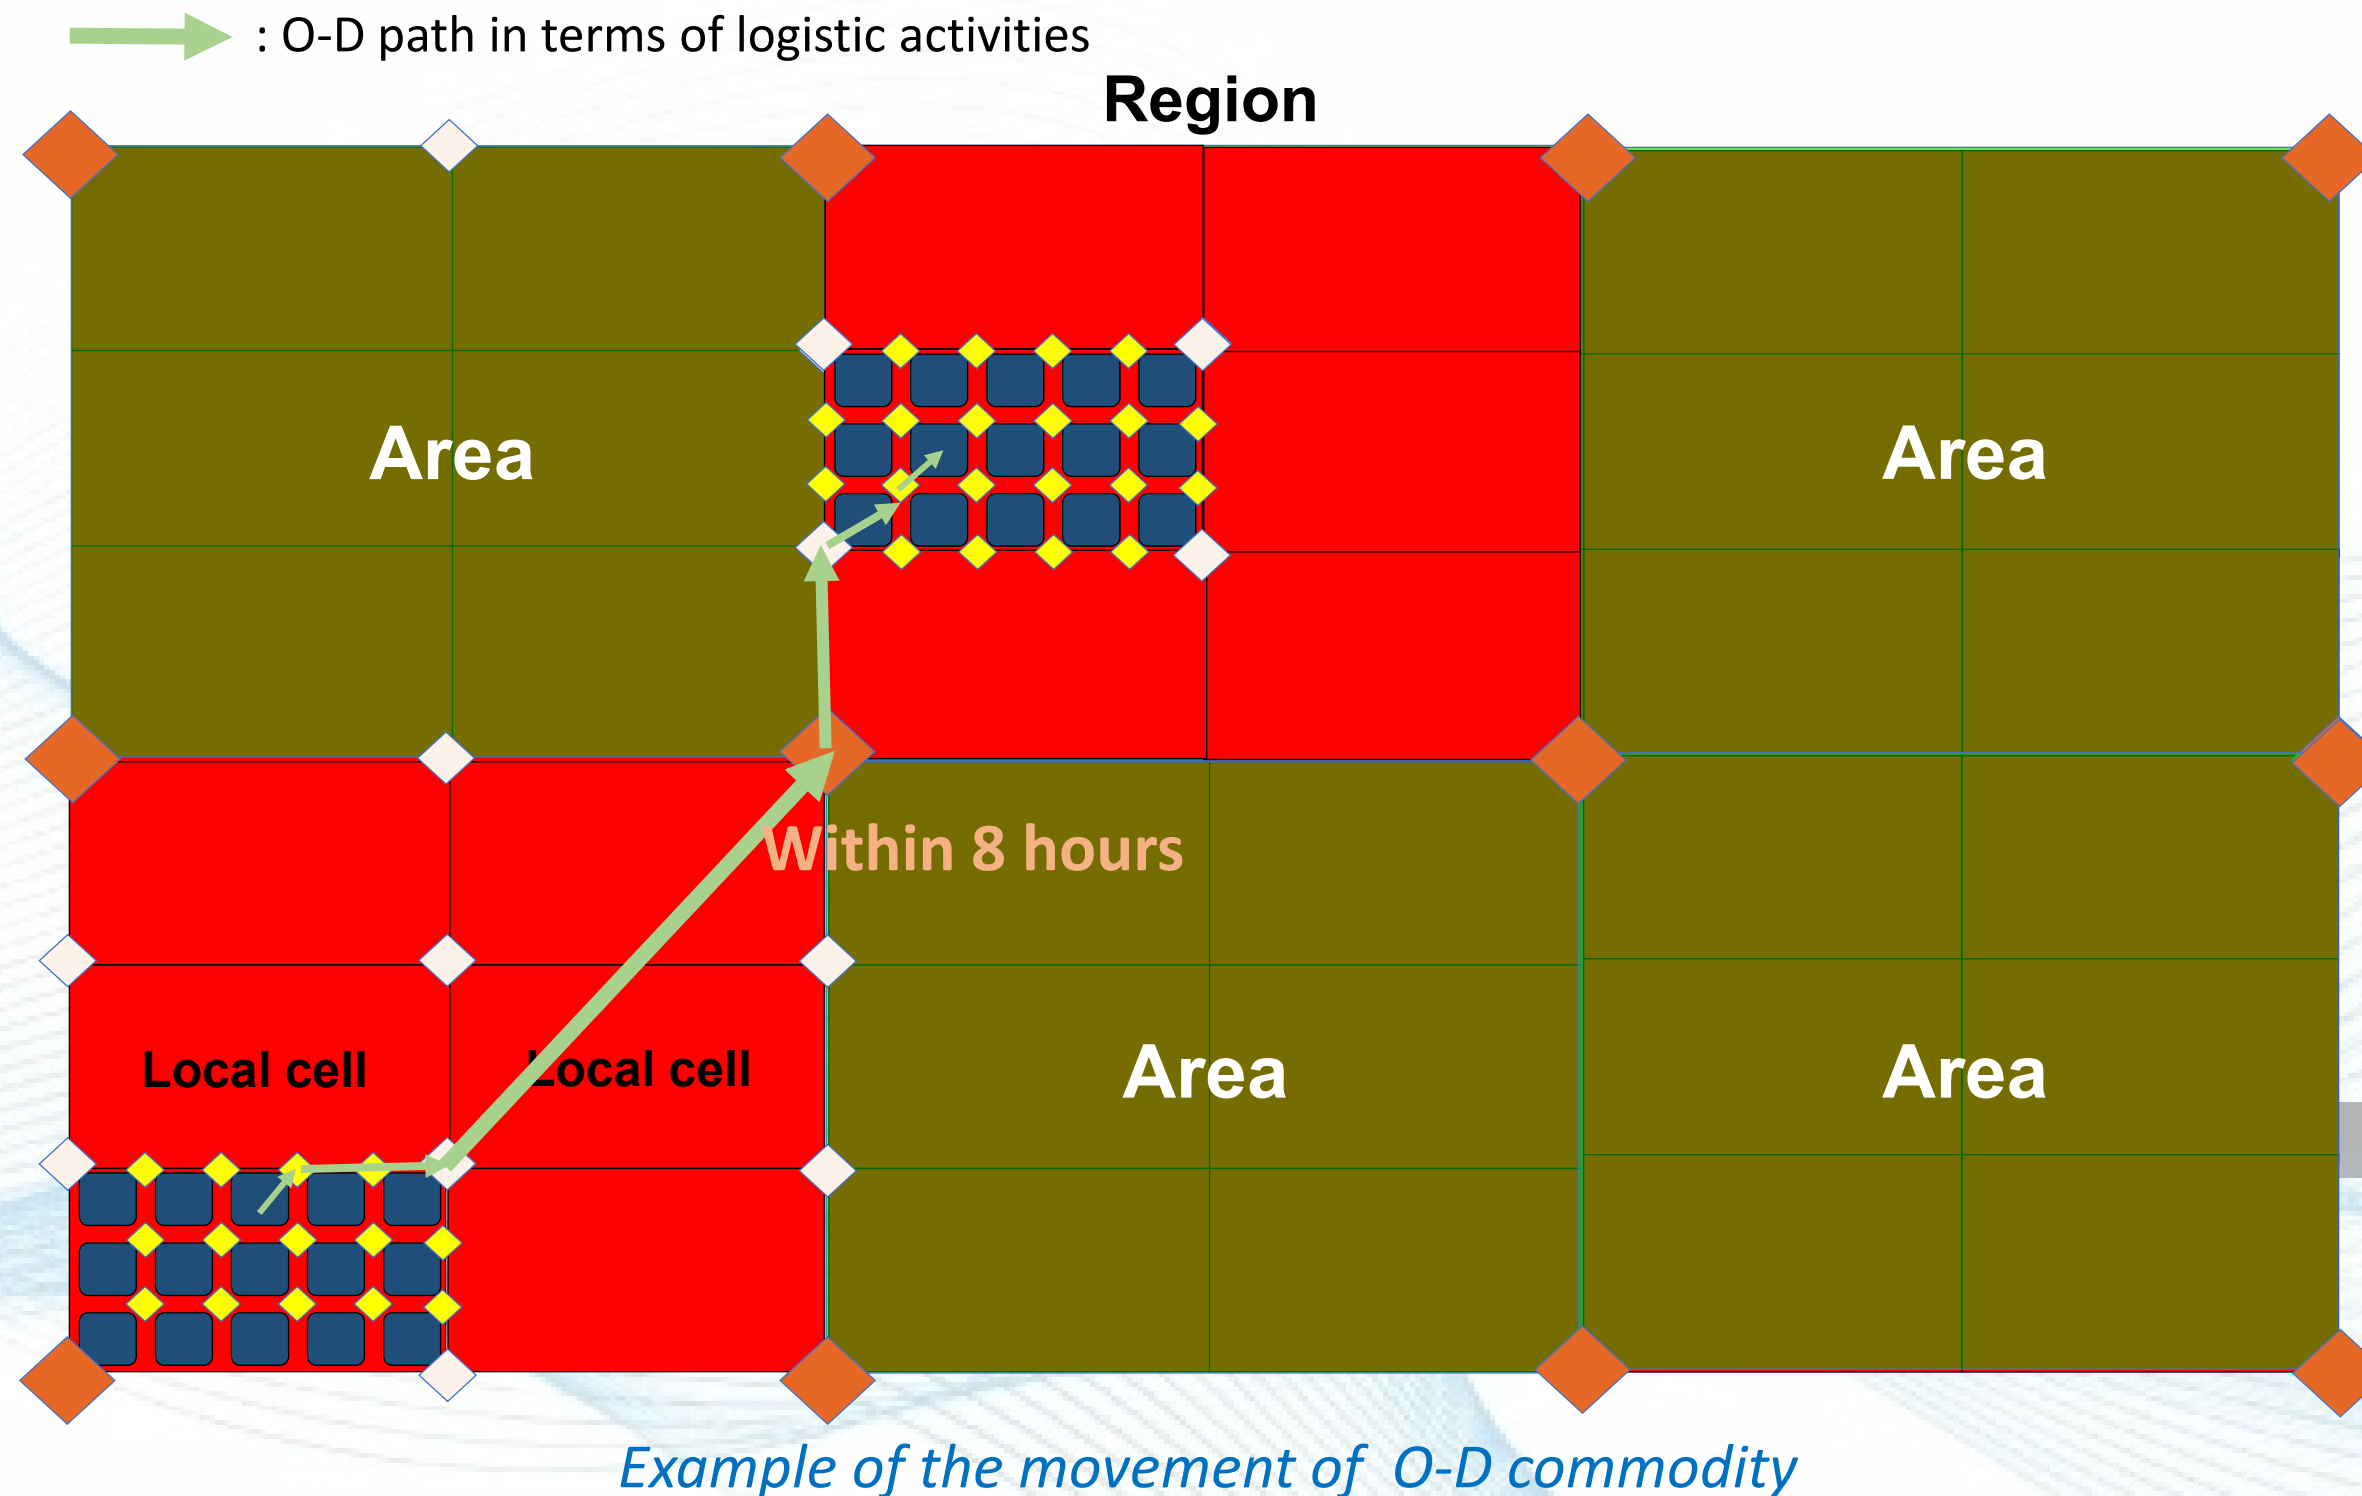 : O-D path in terms of logistic activities
Region
Area
Area
Within 8 hours
Local cell
Local cell
Area
Area
Example of the movement of O-D commodity